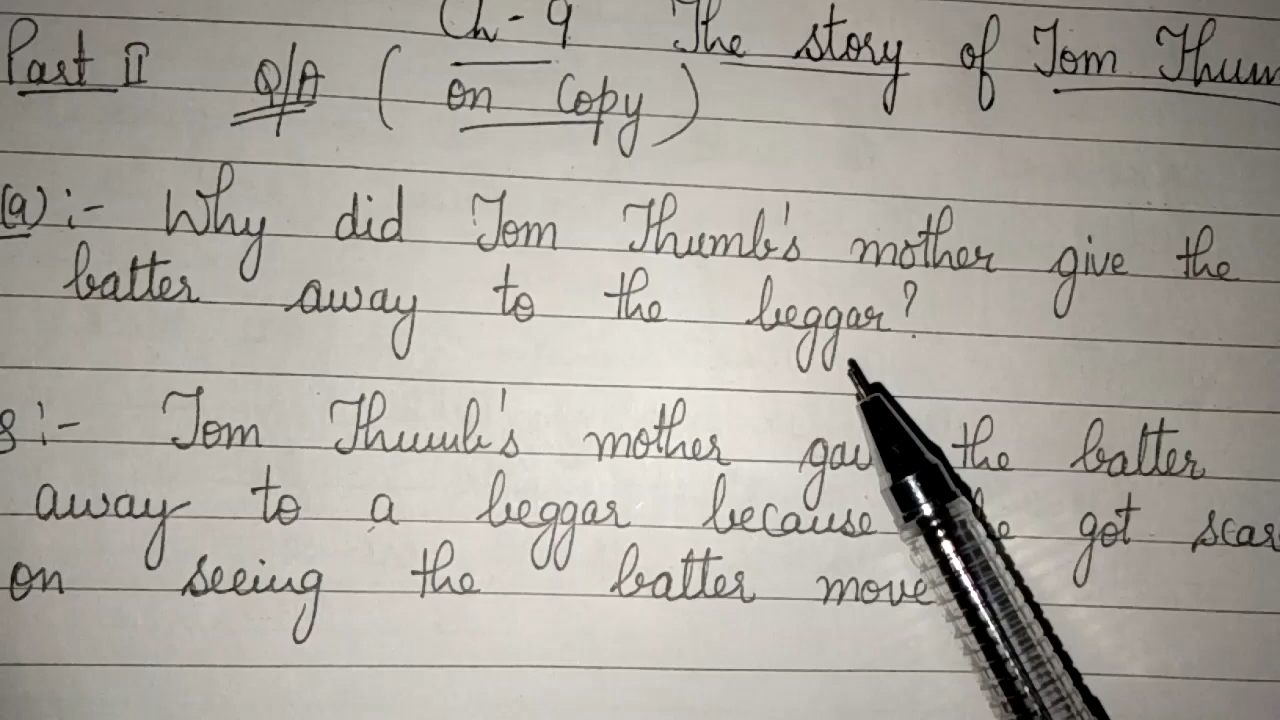 Ch - 9 The story of Tom Thum
Part II Q/A ( on Copy )
(a) :- Why did Tom Thumb's mother give the
batter away to the beggar?
s :- Tom Thumb's mother gav the batter
away to a beggar because he got scar
on seeing the batter move